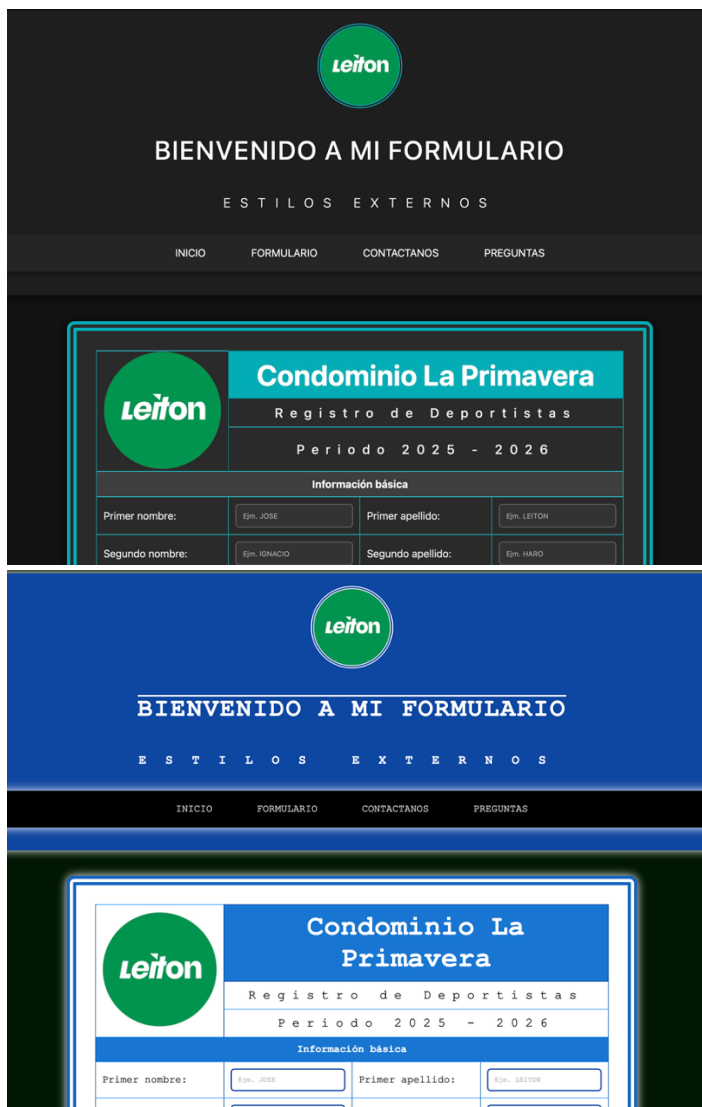 Leiton
BIENVENIDO A MI FORMULARIO
ESTILOS EXTERNOS
INICIO FORMULARIO CONTACTANOS PREGUNTAS
Leiton
Condominio La Primavera
Registro de Deportistas
Periodo 2025 - 2026
Información básica
Primer nombre: Ejm. JOSE Primer apellido: Ejm. LEITON
Segundo nombre: Ejm. IGNACIO Segundo apellido: Ejm. HARO
Leiton
BIENVENIDO A MI FORMULARIO
ESTILOS EXTERNOS
INICIO FORMULARIO CONTACTANOS PREGUNTAS
Leiton
Condominio La
Primavera
Registro de Deportistas
Periodo 2025 - 2026
Información básica
Primer nombre: Ejm. JOSE Primer apellido: Ejm. LEITON